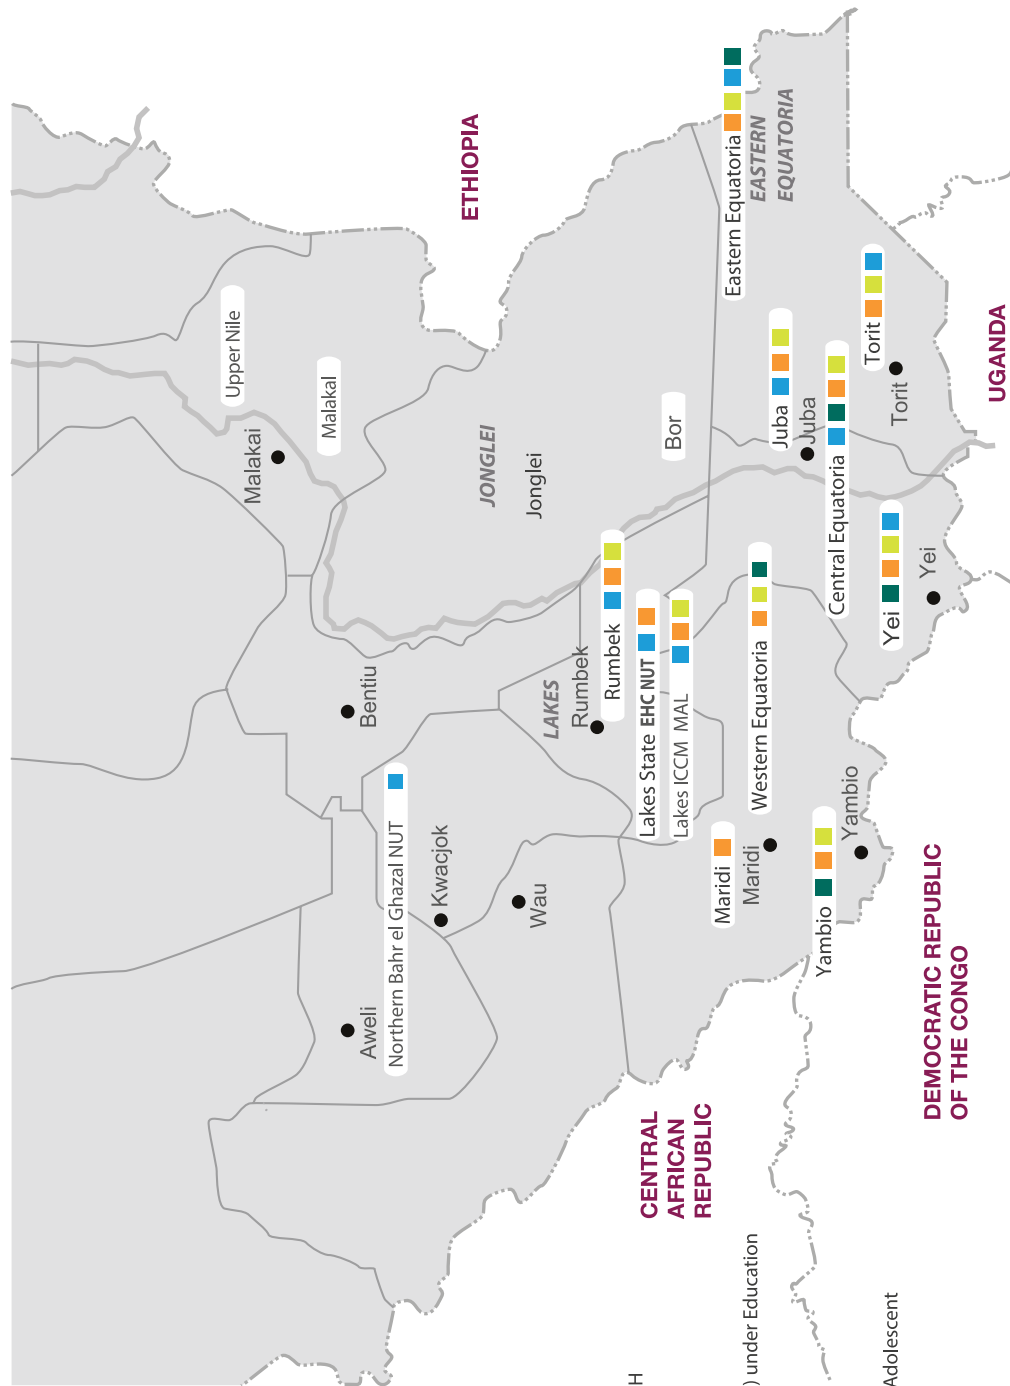 ETHIOPIA
Upper Nile
Malakal
Malakai
JONGLEI
Jonglei
Bor
Eastern Equatoria
EASTERN
EQUATORIA
Juba
Juba
Torit
Torit
Central Equatoria
UGANDA
Yei
Yei
Bentiu
LAKES
Rumbek
Rumbek
Lakes State EHC NUT
Lakes ICCM MAL
Western Equatoria
Northern Bahr el Ghazal NUT
Kwacjok
Wau
Aweli
Maridi
Maridi
Yambio
Yambio
CENTRAL
AFRICAN
REPUBLIC
DEMOCRATIC REPUBLIC
OF THE CONGO
H
) under Education
Adolescent